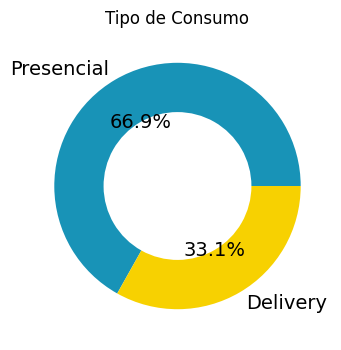 Tipo de Consumo
Presencial
66.9%
33.1%
Delivery